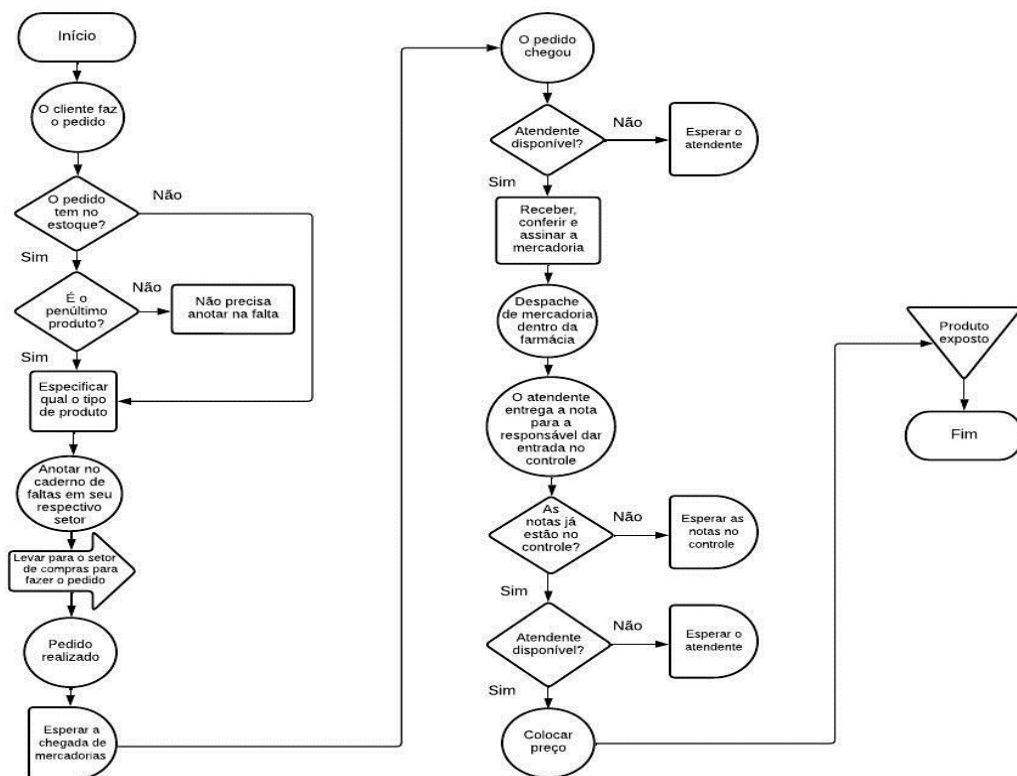 Início
O cliente faz
o pedido
O pedido
tem no
estoque?
Não
Sim
É o
penúltimo
produto?
Não
Não precisa
anotar na falta
Sim
Especificar
qual o tipo
de produto
Anotar no
caderno de
faltas em seu
respectivo
setor
Levar para o setor
de compras para
fazer o pedido
Pedido
realizado
Esperar a
chegada de
mercadorias
O pedido
chegou
Atendente
disponível?
Não
Esperar o
atendente
Sim
Receber,
conferir e
assinar a
mercadoria
Despache
de mercadoria
dentro da
farmácia
O atendente
entrega a nota
para a
responsável dar
entrada no
controle
As
notas já
estão no
controle?
Não
Esperar as
notas no
controle
Sim
Atendente
disponível?
Não
Esperar o
atendente
Sim
Colocar
preço
Produto
exposto
Fim